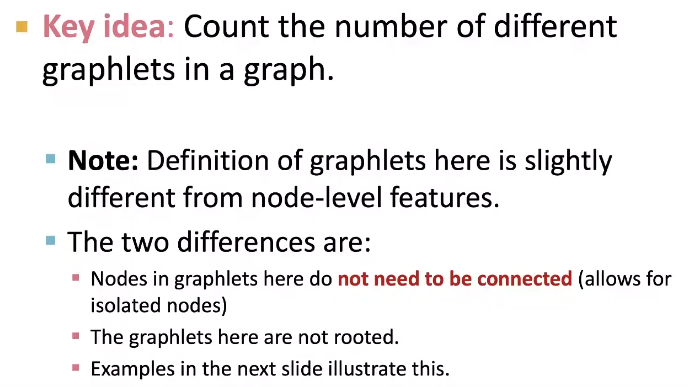 Key idea: Count the number of different
graphlets in a graph.
Note: Definition of graphlets here is slightly
different from node-level features.
The two differences are:
Nodes in graphlets here do not need to be connected (allows for
isolated nodes)
The graphlets here are not rooted.
Examples in the next slide illustrate this.